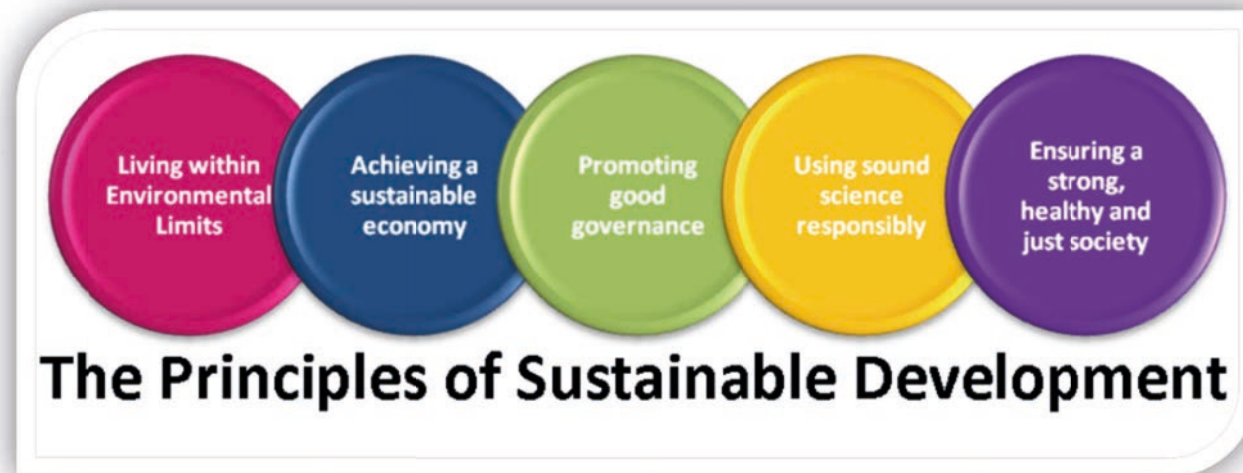 Living within
Environmental
Limits
Achieving a
sustainable
economy
Promoting
good
governance
Using sound
science
responsibly
Ensuring a
strong,
healthy and
just society
The Principles of Sustainable Development